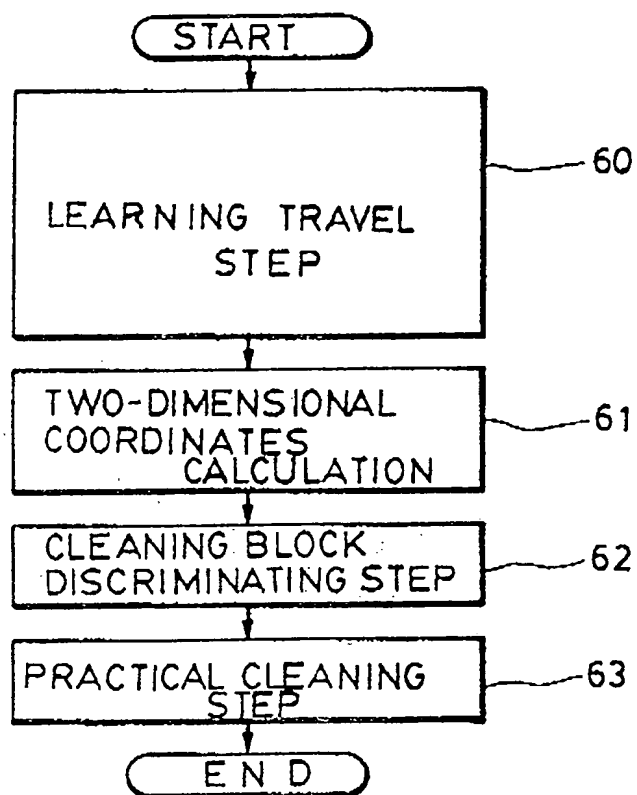 START
LEARNING TRAVEL
STEP
60
TWO-DIMENSIONAL
COORDINATES
CALCULATION
61
CLEANING BLOCK
DISCRIMINATING STEP
62
PRACTICAL CLEANING
STEP
63
END